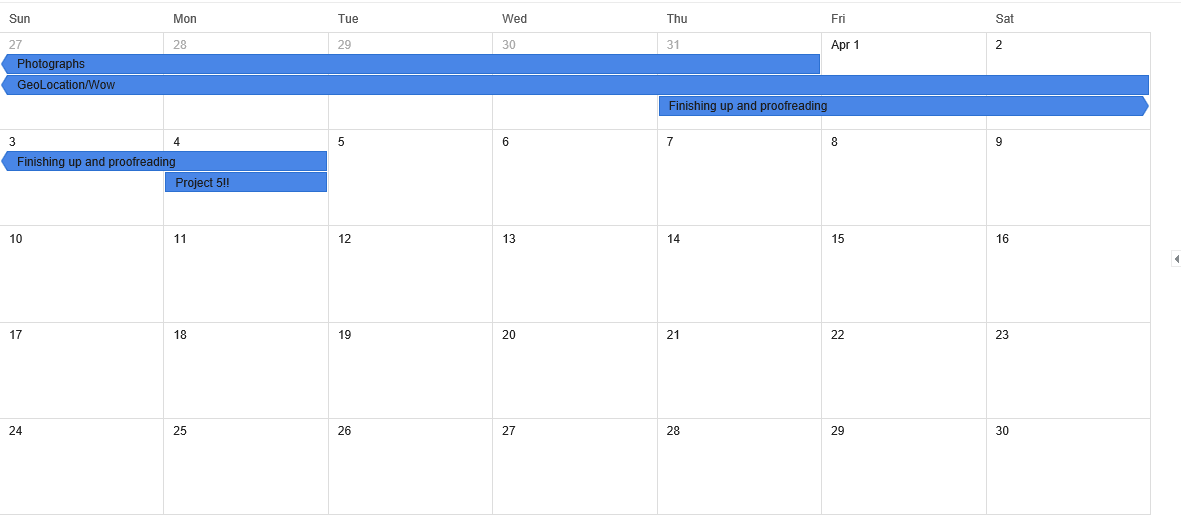 Sun Mon Tue Wed Thu Fri Sat
27 28 29 30 31 Apr 1 2
Photographs
GeoLocation/Wow
Finishing up and proofreading
3 4 5 6 7 8 9
Finishing up and proofreading
Project 5!!
10 11 12 13 14 15 16
17 18 19 20 21 22 23
24 25 26 27 28 29 30